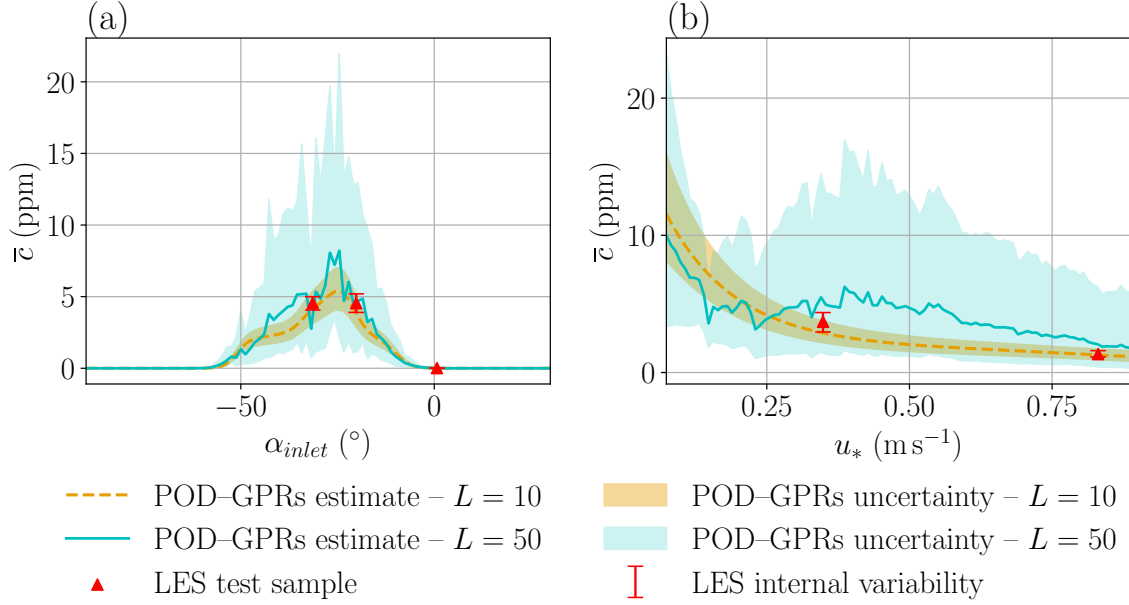 (a)
(b)
20
15
10
5
0
c̅ (ppm)
−50
0
α_inlet (°)
20
10
0
c̅ (ppm)
0.25
0.50
0.75
u_* (m s⁻¹)
POD–GPRs estimate – L = 10
POD–GPRs estimate – L = 50
LES test sample
POD–GPRs uncertainty – L = 10
POD–GPRs uncertainty – L = 50
LES internal variability